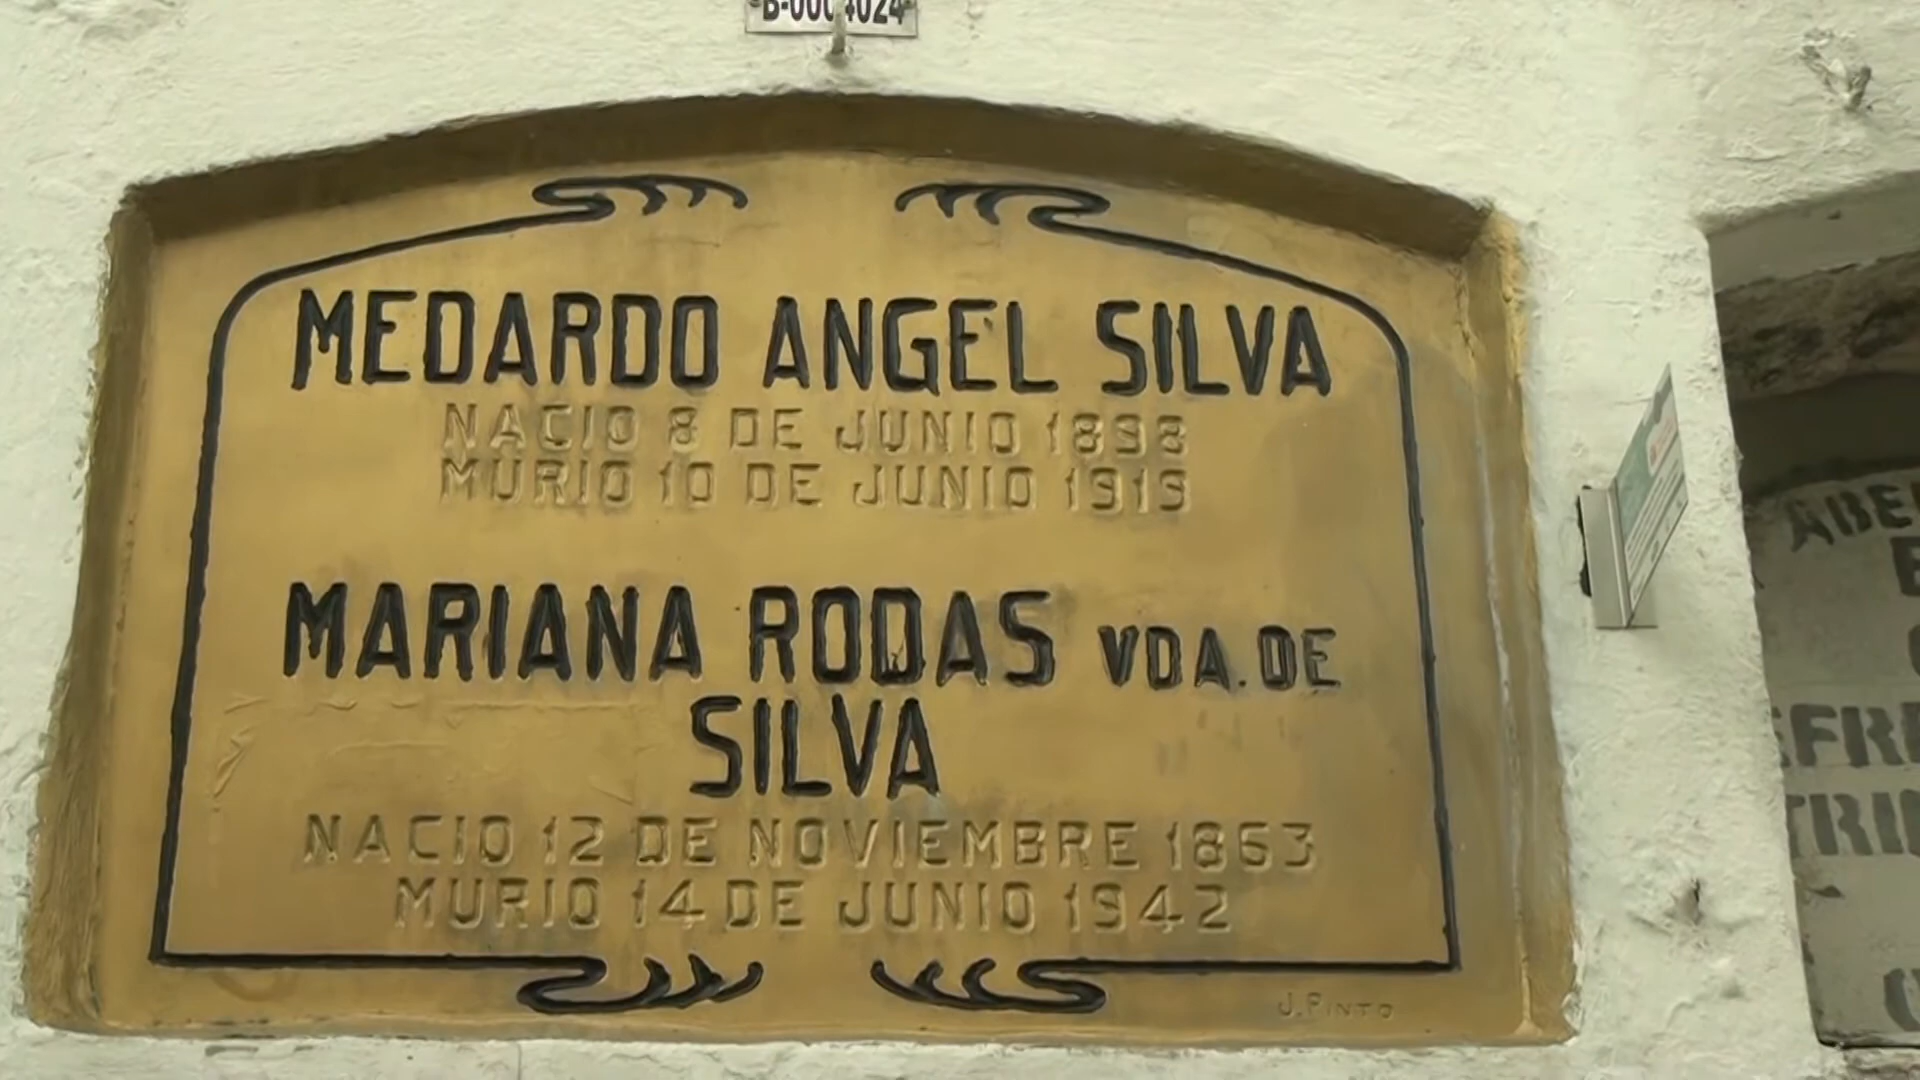 B-0004024
MEDARDO ANGEL SILVA
NACIO 8 DE JUNIO 1898
MURIO 10 DE JUNIO 1919
MARIANA RODAS VDA. DE
SILVA
NACIO 12 DE NOVIEMBRE 1863
MURIO 14 DE JUNIO 1942
J. PINTO